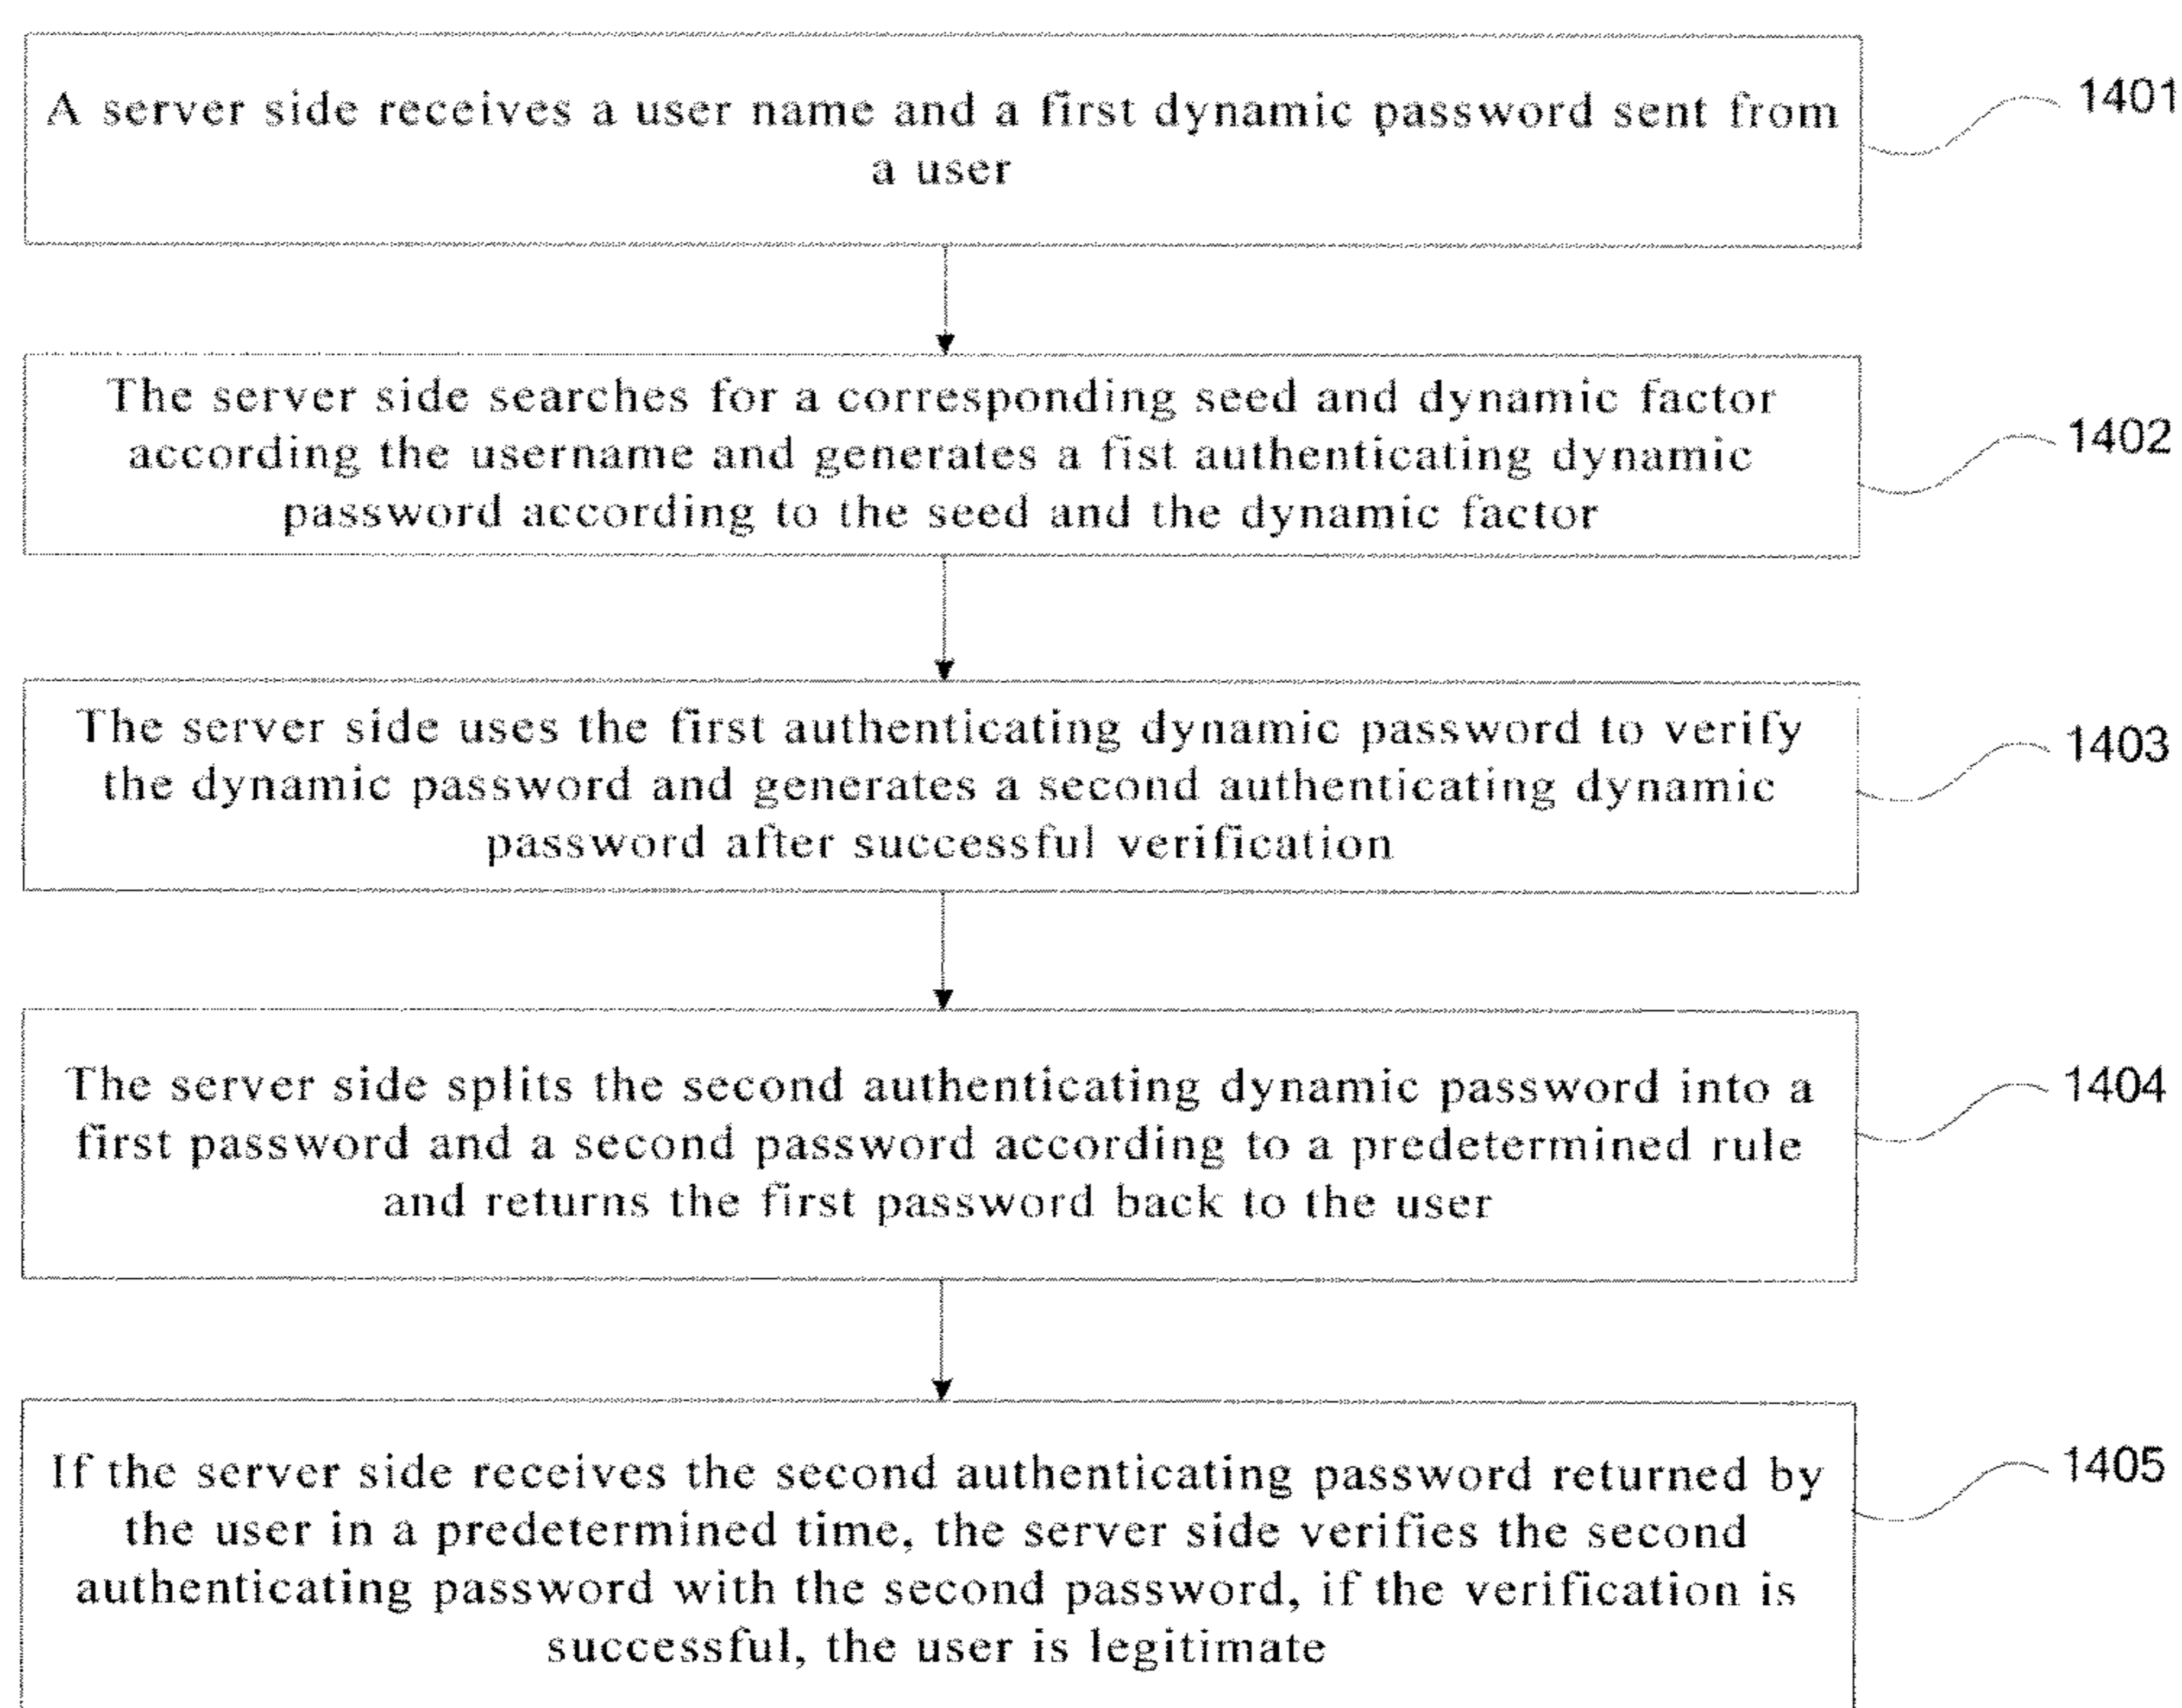 A server side receives a user name and a first dynamic password sent from
a user
1401
The server side searches for a corresponding seed and dynamic factor
according the username and generates a fist authenticating dynamic
password according to the seed and the dynamic factor
1402
The server side uses the first authenticating dynamic password to verify
the dynamic password and generates a second authenticating dynamic
password after successful verification
1403
The server side splits the second authenticating dynamic password into a
first password and a second password according to a predetermined rule
and returns the first password back to the user
1404
If the server side receives the second authenticating password returned by
the user in a predetermined time, the server side verifies the second
authenticating password with the second password, if the verification is
successful, the user is legitimate
1405